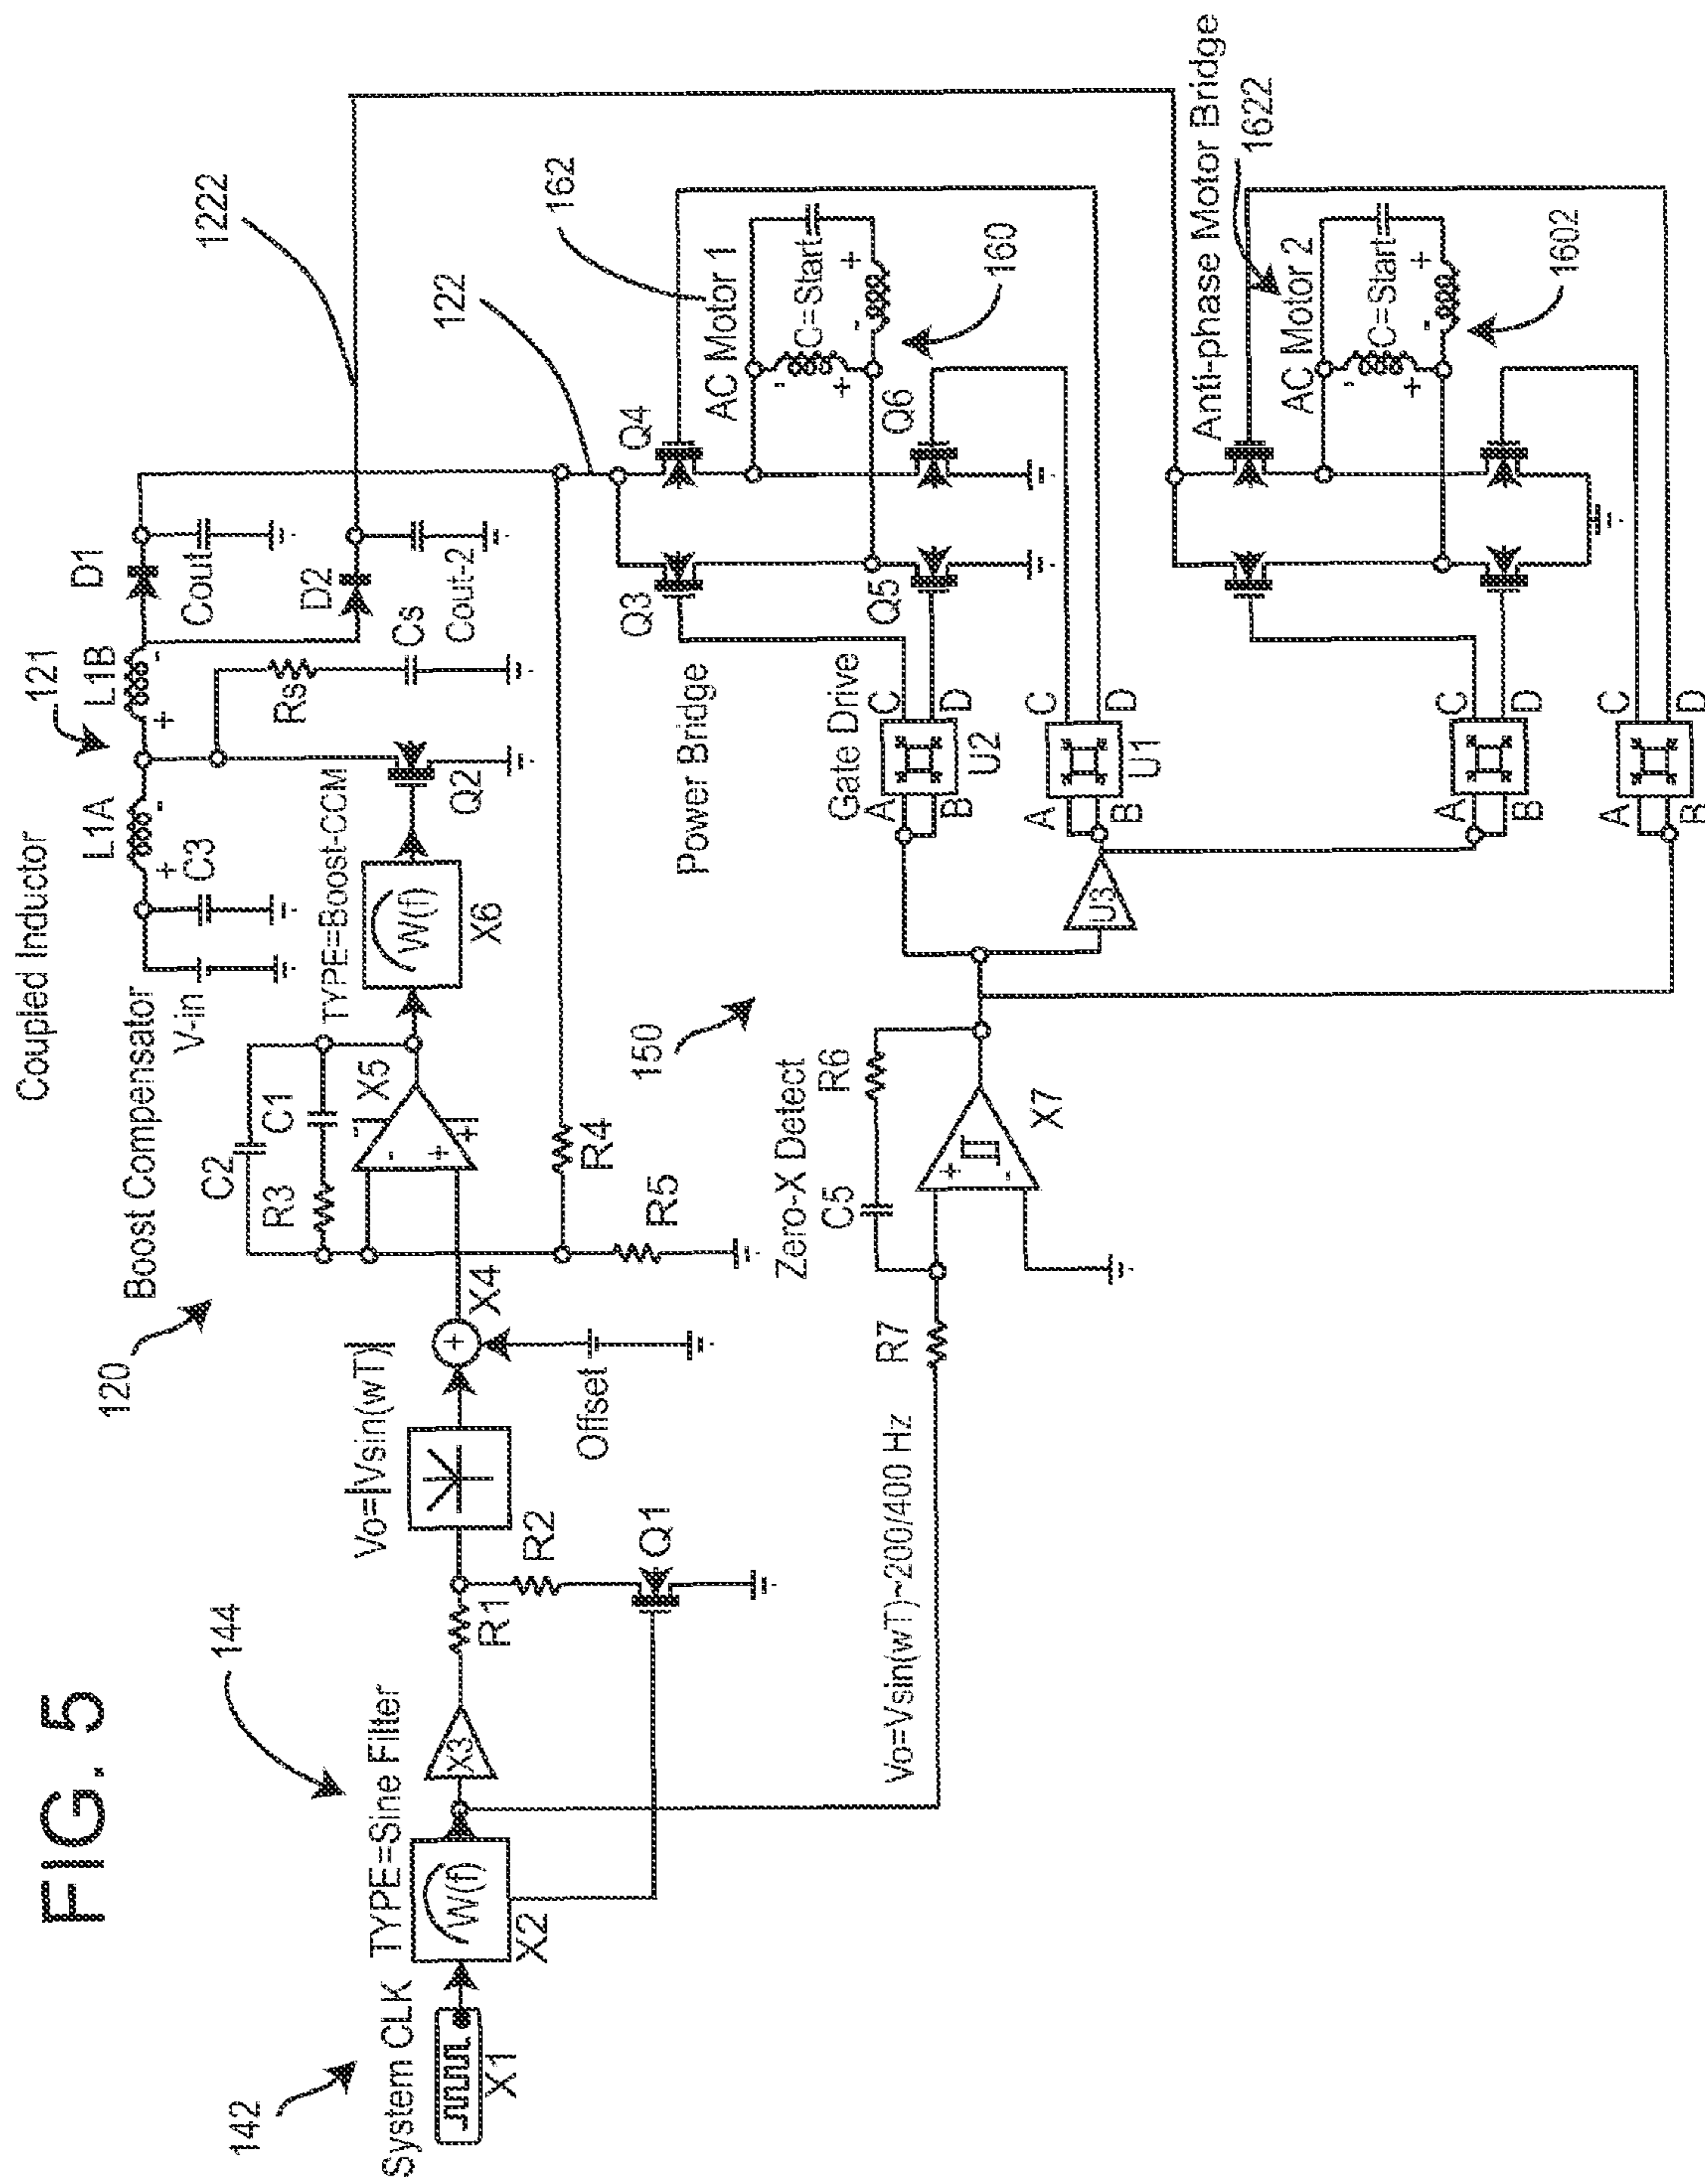 FIG. 5
Coupled Inductor
121
L1A
L1B
+
-
+
-
D1
1222
V-in
C3
Cout
D2
Rs
Cs
Cout-2
Boost Compensator
120
C2
C1
R3
TYPE=Boost-CCM
W(f)
X6
Q2
X5
-
+
-
+
R4
R5
142
System CLK
X1
144
TYPE=Sine Filter
W(f)
X2
X3
R1
R2
Q1
Vo=|Vsin(wT)|
+
X4
Offset
122
162
Power Bridge
Q3
Q4
AC Motor 1
-
+
C=Start
-
+
160
Q5
Q6
Gate Drive
A
B
C
D
U2
A
B
C
D
U1
U3
150
Zero-X Detect
C5
R6
R7
+
-
X7
Vo=Vsin(wT)~200/400 Hz
Anti-phase Motor Bridge
1622
AC Motor 2
-
+
C=Start
-
+
1602
A
B
C
D
A
B
C
D